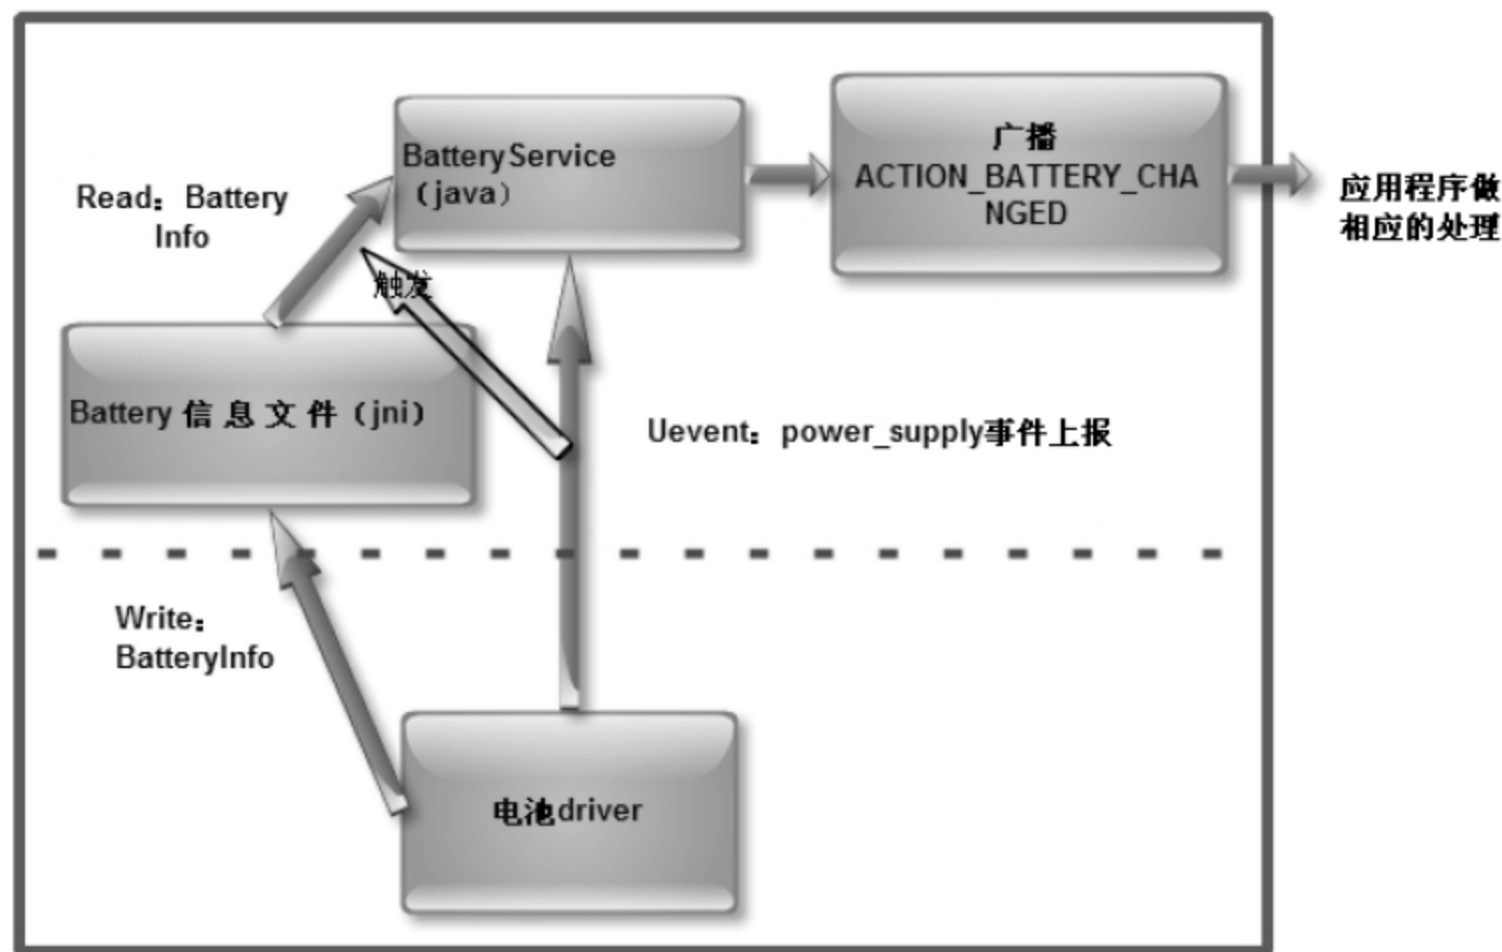 广播
ACTION_BATTERY_CHA
NGED
BatteryService
（java）
Read：Battery
Info
应用程序做
相应的处理
触发
Battery 信 息 文 件（jni）
Uevent：power_supply事件上报
Write：
BatteryInfo
电池driver